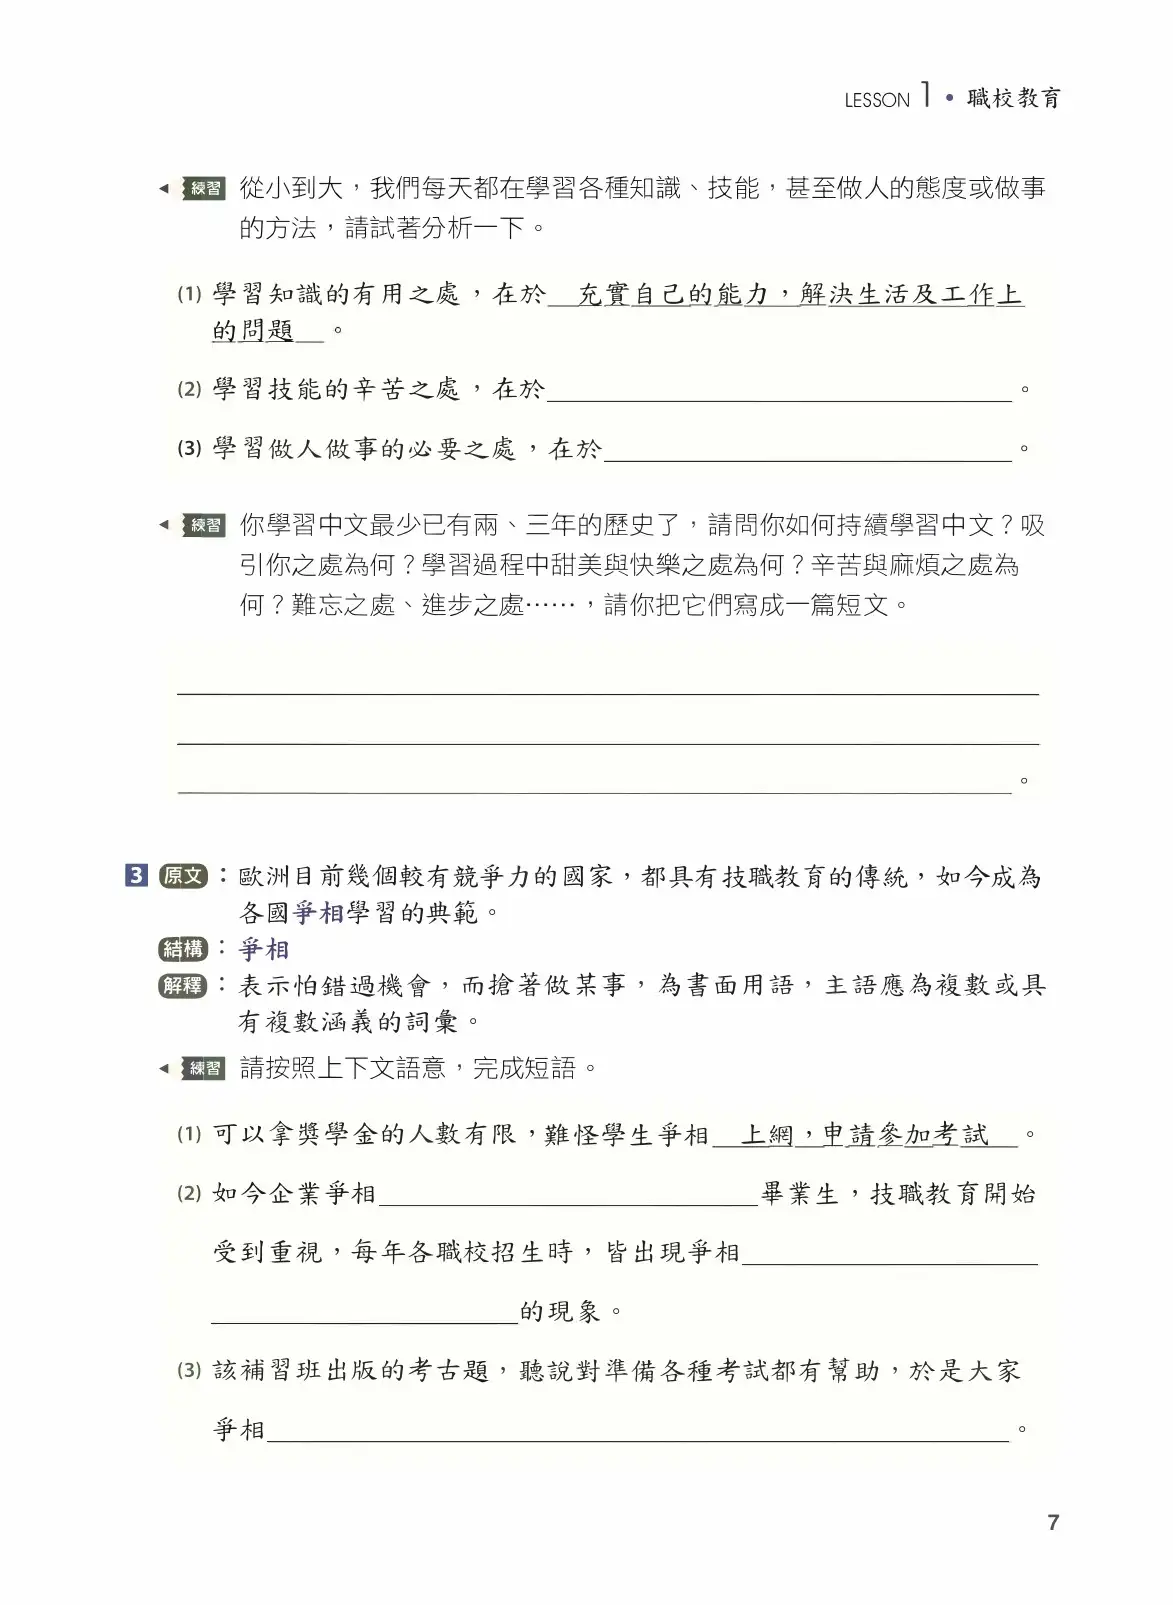 LESSON 1 • 職校教育
練習 從小到大，我們每天都在學習各種知識、技能，甚至做人的態度或做事
的方法，請試著分析一下。
(1) 學習知識的有用之處，在於 充實自己的能力，解決生活及工作上
的問題 。
(2) 學習技能的辛苦之處，在於 。
(3) 學習做人做事的必要之處，在於 。
練習 你學習中文最少已有兩、三年的歷史了，請問你如何持續學習中文？吸
引你之處為何？學習過程中甜美與快樂之處為何？辛苦與麻煩之處為
何？難忘之處、進步之處……，請你把它們寫成一篇短文。
。
3 原文：歐洲目前幾個較有競爭力的國家，都具有技職教育的傳統，如今成為
各國爭相學習的典範。
結構：爭相
解釋：表示怕錯過機會，而搶著做某事，為書面用語，主語應為複數或具
有複數涵義的詞彙。
練習 請按照上下文語意，完成短語。
(1) 可以拿獎學金的人數有限，難怪學生爭相 上網，申請參加考試 。
(2) 如今企業爭相 畢業生，技職教育開始
受到重視，每年各職校招生時，皆出現爭相
的現象。
(3) 該補習班出版的考古題，聽說對準備各種考試都有幫助，於是大家
爭相 。
7